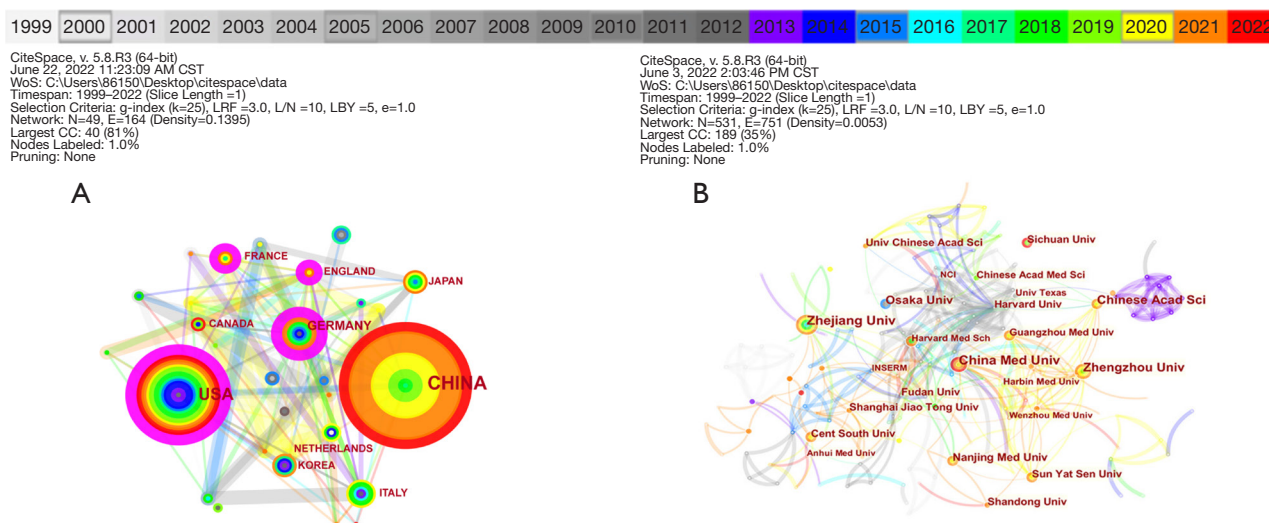 1999 2000 2001 2002 2003 2004 2005 2006 2007 2008 2009 2010 2011 2012 2013 2014 2015 2016 2017 2018 2019 2020 2021 2022
CiteSpace, v. 5.8.R3 (64-bit)
June 22, 2022 11:23:09 AM CST
WoS: C:\Users\86150\Desktop\citespace\data
Timespan: 1999–2022 (Slice Length =1)
Selection Criteria: g-index (k=25), LRF =3.0, L/N =10, LBY =5, e=1.0
Network: N=49, E=164 (Density=0.1395)
Largest CC: 40 (81%)
Nodes Labeled: 1.0%
Pruning: None
CiteSpace, v. 5.8.R3 (64-bit)
June 3, 2022 2:03:46 PM CST
WoS: C:\Users\86150\Desktop\citespace\data
Timespan: 1999–2022 (Slice Length =1)
Selection Criteria: g-index (k=25), LRF =3.0, L/N =10, LBY =5, e=1.0
Network: N=531, E=751 (Density=0.0053)
Largest CC: 189 (35%)
Nodes Labeled: 1.0%
Pruning: None
A
FRANCE
ENGLAND
JAPAN
CANADA
GERMANY
USA
CHINA
NETHERLANDS
KOREA
ITALY
B
Univ Chinese Acad Sci
Sichuan Univ
NCI
Chinese Acad Med Sci
Univ Texas
Osaka Univ
Harvard Univ
Chinese Acad Sci
Zhejiang Univ
Harvard Med Sch
Guangzhou Med Univ
China Med Univ
INSERM
Zhengzhou Univ
Harbin Med Univ
Fudan Univ
Shanghai Jiao Tong Univ
Wenzhou Med Univ
Cent South Univ
Anhui Med Univ
Nanjing Med Univ
Sun Yat Sen Univ
Shandong Univ